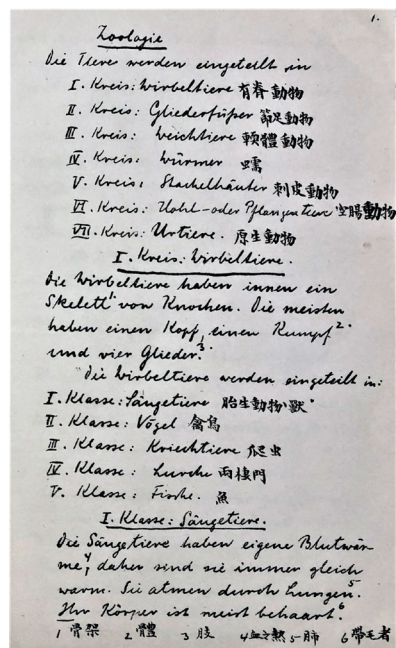 1.
Zoologie
Die Tiere werden eingeteilt in
I. Kreis: Wirbeltiere 有脊動物
II. Kreis: Gliederfüßer 節足動物
III Kreis: Weichtiere 軟體動物
IV. Kreis: Würmer 蠕
V. Kreis: Stachelhäuter 刺皮動物
VI. Kreis: Hohl- oder Pflanzentiere 空腸動物
VII. Kreis: Urtiere. 原生動物
I. Kreis: Wirbeltiere.
Die Wirbeltiere haben innen ein
Skelett¹ von Knochen. Die meisten
haben einen Kopf, einen Rumpf²
und vier Glieder.³
Die Wirbeltiere werden eingeteilt in:
I. Klasse: Säugetiere 胎生動物獸
II. Klasse: Vögel 禽鳥
III. Klasse: Kriechtiere 爬虫
IV. Klasse: Lurche 両棲門
V. Klasse: Fische. 魚
I. Klasse: Säugetiere.
Die Säugetiere haben eigene Blutwär-
me⁴, daher sind sie immer gleich
warm. Sie atmen durch Lungen⁵.
Ihr Körper ist meist behaart.⁶
1 骨架 2 體 3 肢 4 血之熱 5 肺 6 帶毛者